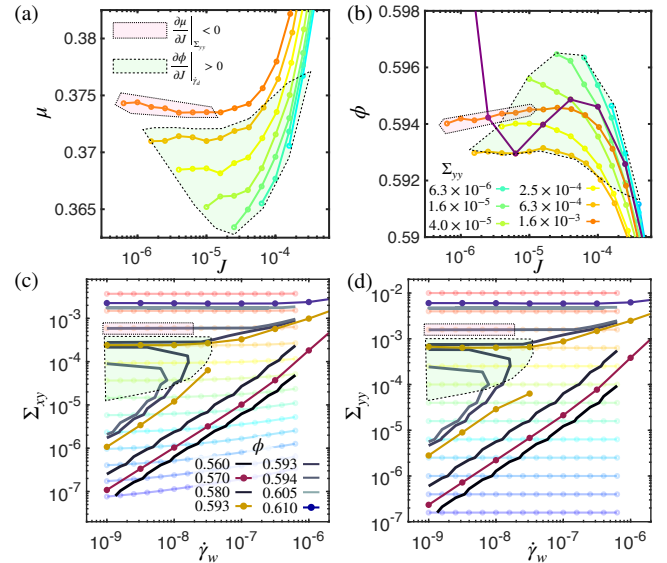 (a)
0.38
0.375
0.37
0.365
μ
10⁻⁶
10⁻⁵
10⁻⁴
J
∂μ/∂J|Σyy < 0
∂ϕ/∂J|γ̇d > 0
(b)
0.598
0.596
0.594
0.592
0.59
ϕ
Σyy
6.3 × 10⁻⁶ 2.5 × 10⁻⁴
1.6 × 10⁻⁵ 6.3 × 10⁻⁴
4.0 × 10⁻⁵ 1.6 × 10⁻³
10⁻⁶
10⁻⁵
10⁻⁴
J
(c)
10⁻³
10⁻⁴
10⁻⁵
10⁻⁶
10⁻⁷
Σxy
ϕ
0.560 0.593
0.570 0.594
0.580 0.605
0.593 0.610
10⁻⁹
10⁻⁸
10⁻⁷
10⁻⁶
γ̇w
(d)
10⁻²
10⁻³
10⁻⁴
10⁻⁵
10⁻⁶
10⁻⁷
Σyy
10⁻⁹
10⁻⁸
10⁻⁷
10⁻⁶
γ̇w